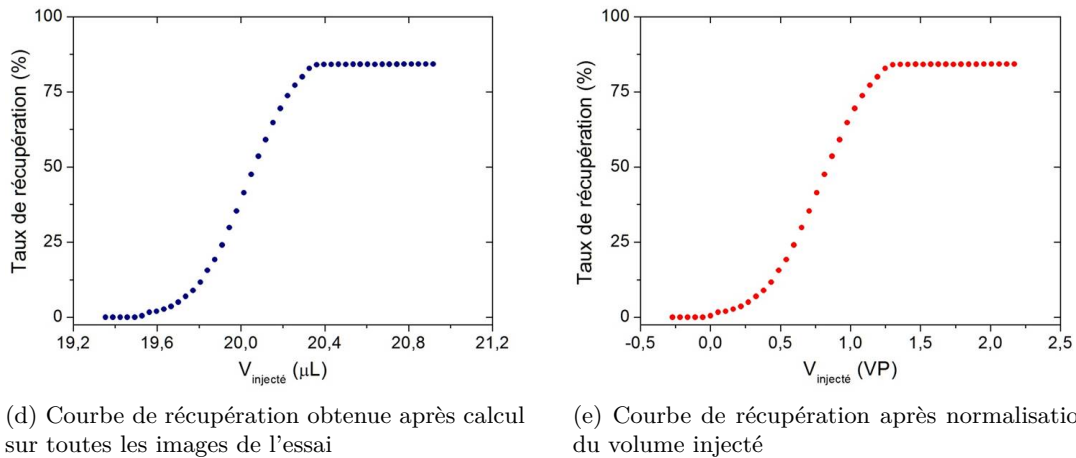 100
75
50
25
0
Taux de récupération (%)
19,2 19,6 20,0 20,4 20,8 21,2
V injecté (µL)
100
75
50
25
0
Taux de récupération (%)
-0,5 0,0 0,5 1,0 1,5 2,0 2,5
V injecté (VP)
(d) Courbe de récupération obtenue après calcul
sur toutes les images de l'essai
(e) Courbe de récupération après normalisatio
du volume injecté